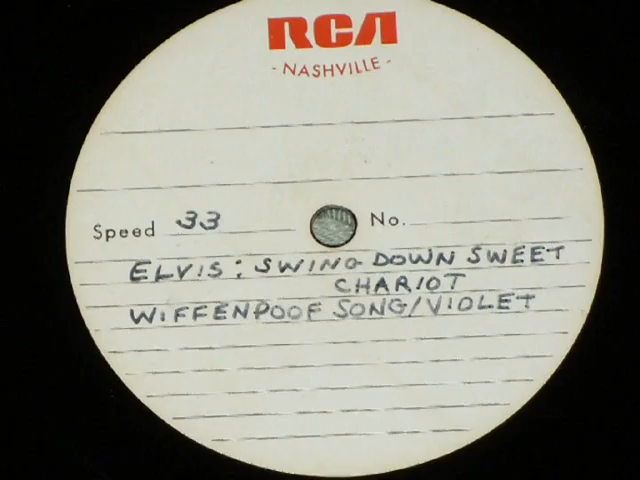 RCA
- NASHVILLE -
Speed 33 No.
ELVIS: SWING DOWN SWEET
CHARIOT
WIFFENPOOF SONG/VIOLET